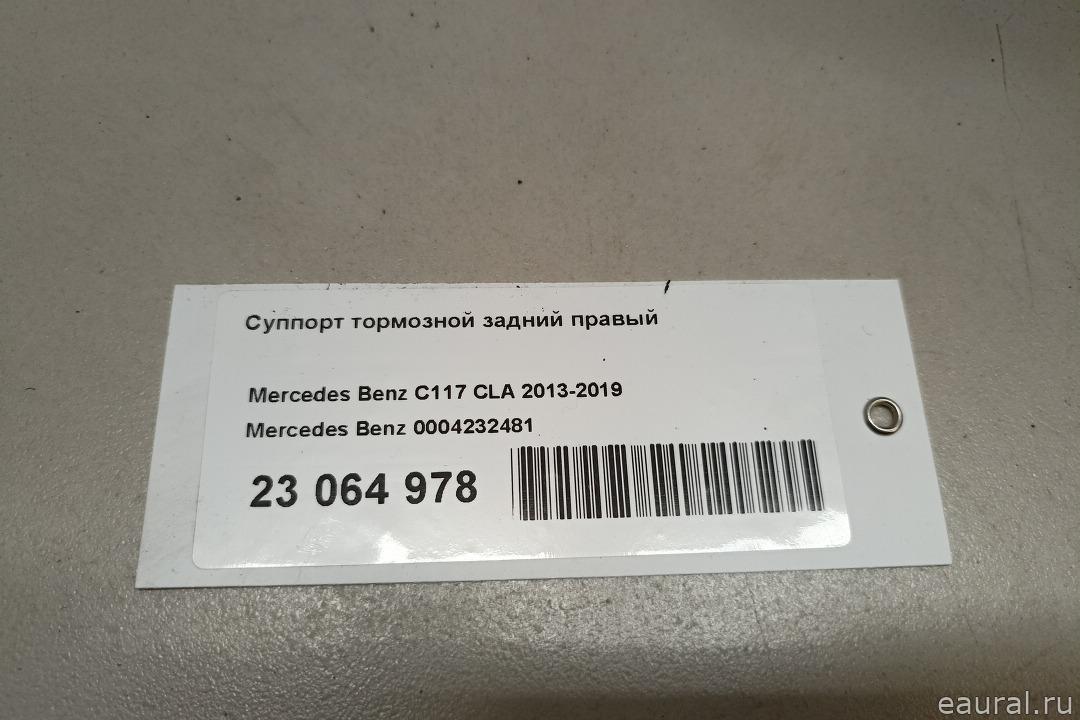 Суппорт тормозной задний правый
Mercedes Benz C117 CLA 2013-2019
Mercedes Benz 0004232481
23 064 978
eaural.ru